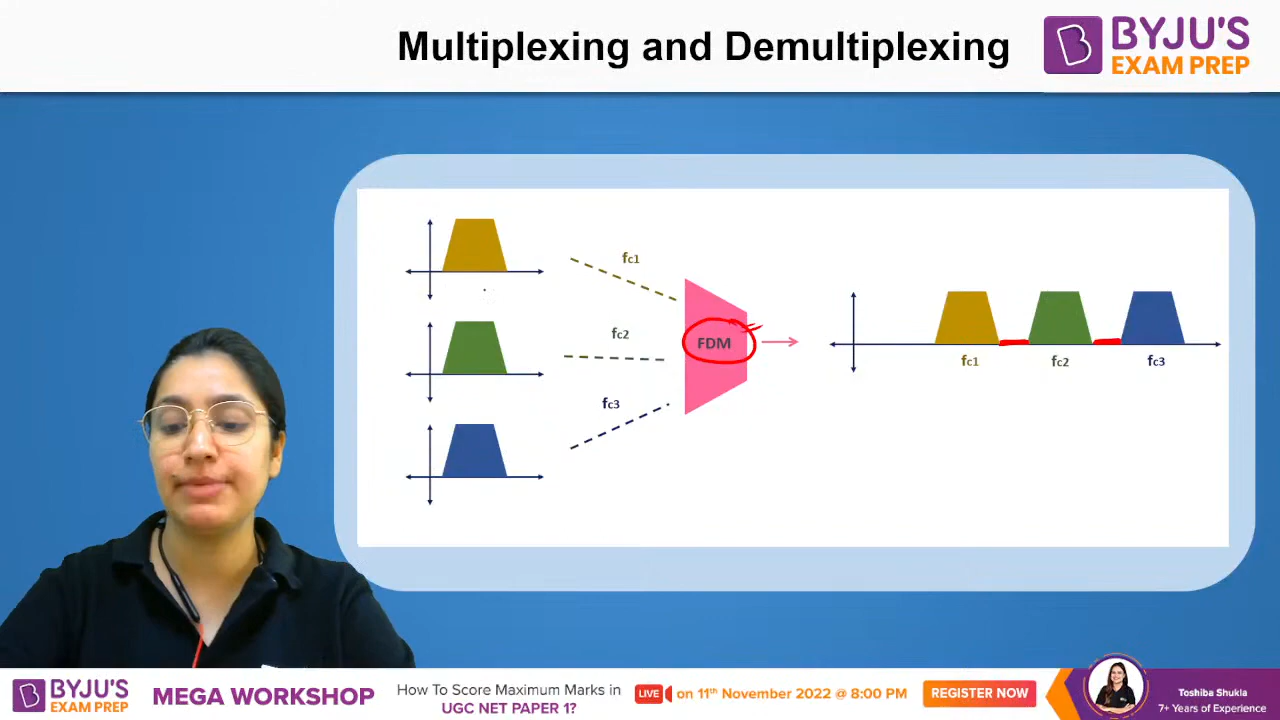 Multiplexing and Demultiplexing
BYJU'S
EXAM PREP
fc1
fc2
fc3
FDM
fc1
fc2
fc3
BYJU'S
EXAM PREP
MEGA WORKSHOP
How To Score Maximum Marks in
UGC NET PAPER 1?
LIVE
on 11th November 2022 @ 8:00 PM
REGISTER NOW
Toshiba Shukla
7+ Years of Experience